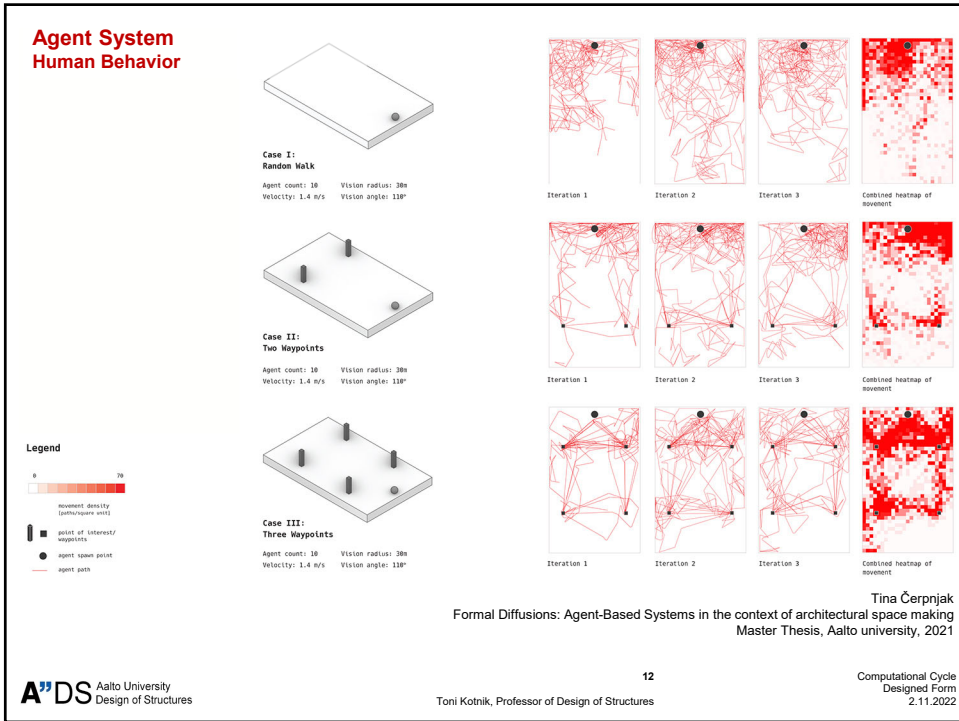 Agent System
Human Behavior
Case I:
Random Walk
Agent count: 10 Vision radius: 30m
Velocity: 1.4 m/s Vision angle: 110°
Iteration 1
Iteration 2
Iteration 3
Combined heatmap of
movement
Case II:
Two Waypoints
Agent count: 10 Vision radius: 30m
Velocity: 1.4 m/s Vision angle: 110°
Iteration 1
Iteration 2
Iteration 3
Combined heatmap of
movement
Legend
0 70
movement density
[paths/square unit]
point of interest/
waypoints
agent spawn point
agent path
Case III:
Three Waypoints
Agent count: 10 Vision radius: 30m
Velocity: 1.4 m/s Vision angle: 110°
Iteration 1
Iteration 2
Iteration 3
Combined heatmap of
movement
Tina Čerpnjak
Formal Diffusions: Agent-Based Systems in the context of architectural space making
Master Thesis, Aalto university, 2021
A”DS Aalto University
Design of Structures
12
Toni Kotnik, Professor of Design of Structures
Computational Cycle
Designed Form
2.11.2022